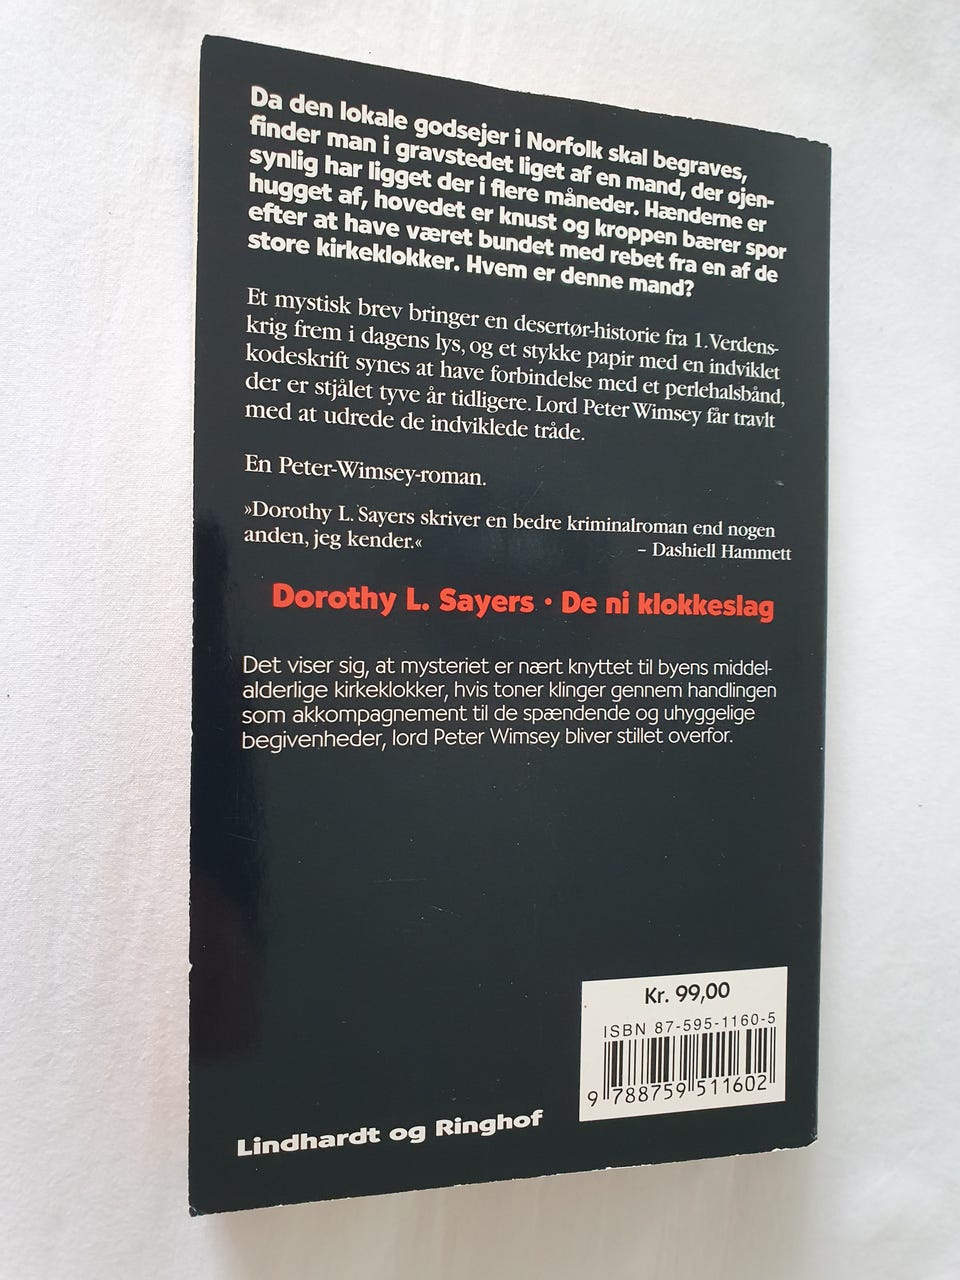 Da den lokale godsejer i Norfolk skal begraves,
finder man i gravstedet liget af en mand, der øjen-
synlig har ligget der i flere måneder. Hænderne er
hugget af, hovedet er knust og kroppen bærer spor
efter at have været bundet med rebet fra en af de
store kirkeklokker. Hvem er denne mand?
Et mystisk brev bringer en desertør-historie fra 1. Verdens-
krig frem i dagens lys, og et stykke papir med en indviklet
kodeskrift synes at have forbindelse med et perlehalsbånd,
der er stjålet tyve år tidligere. Lord Peter Wimsey får travlt
med at udrede de indviklede tråde.
En Peter-Wimsey-roman.
»Dorothy L. Sayers skriver en bedre kriminalroman end nogen
anden, jeg kender.«
– Dashiell Hammett
Dorothy L. Sayers • De ni klokkeslag
Det viser sig, at mysteriet er nært knyttet til byens middel-
alderlige kirkeklokker, hvis toner klinger gennem handlingen
som akkompagnement til de spændende og uhyggelige
begivenheder, lord Peter Wimsey bliver stillet overfor.
Kr. 99,00
ISBN 87-595-1160-5
9 788759 511602
Lindhardt og Ringhof